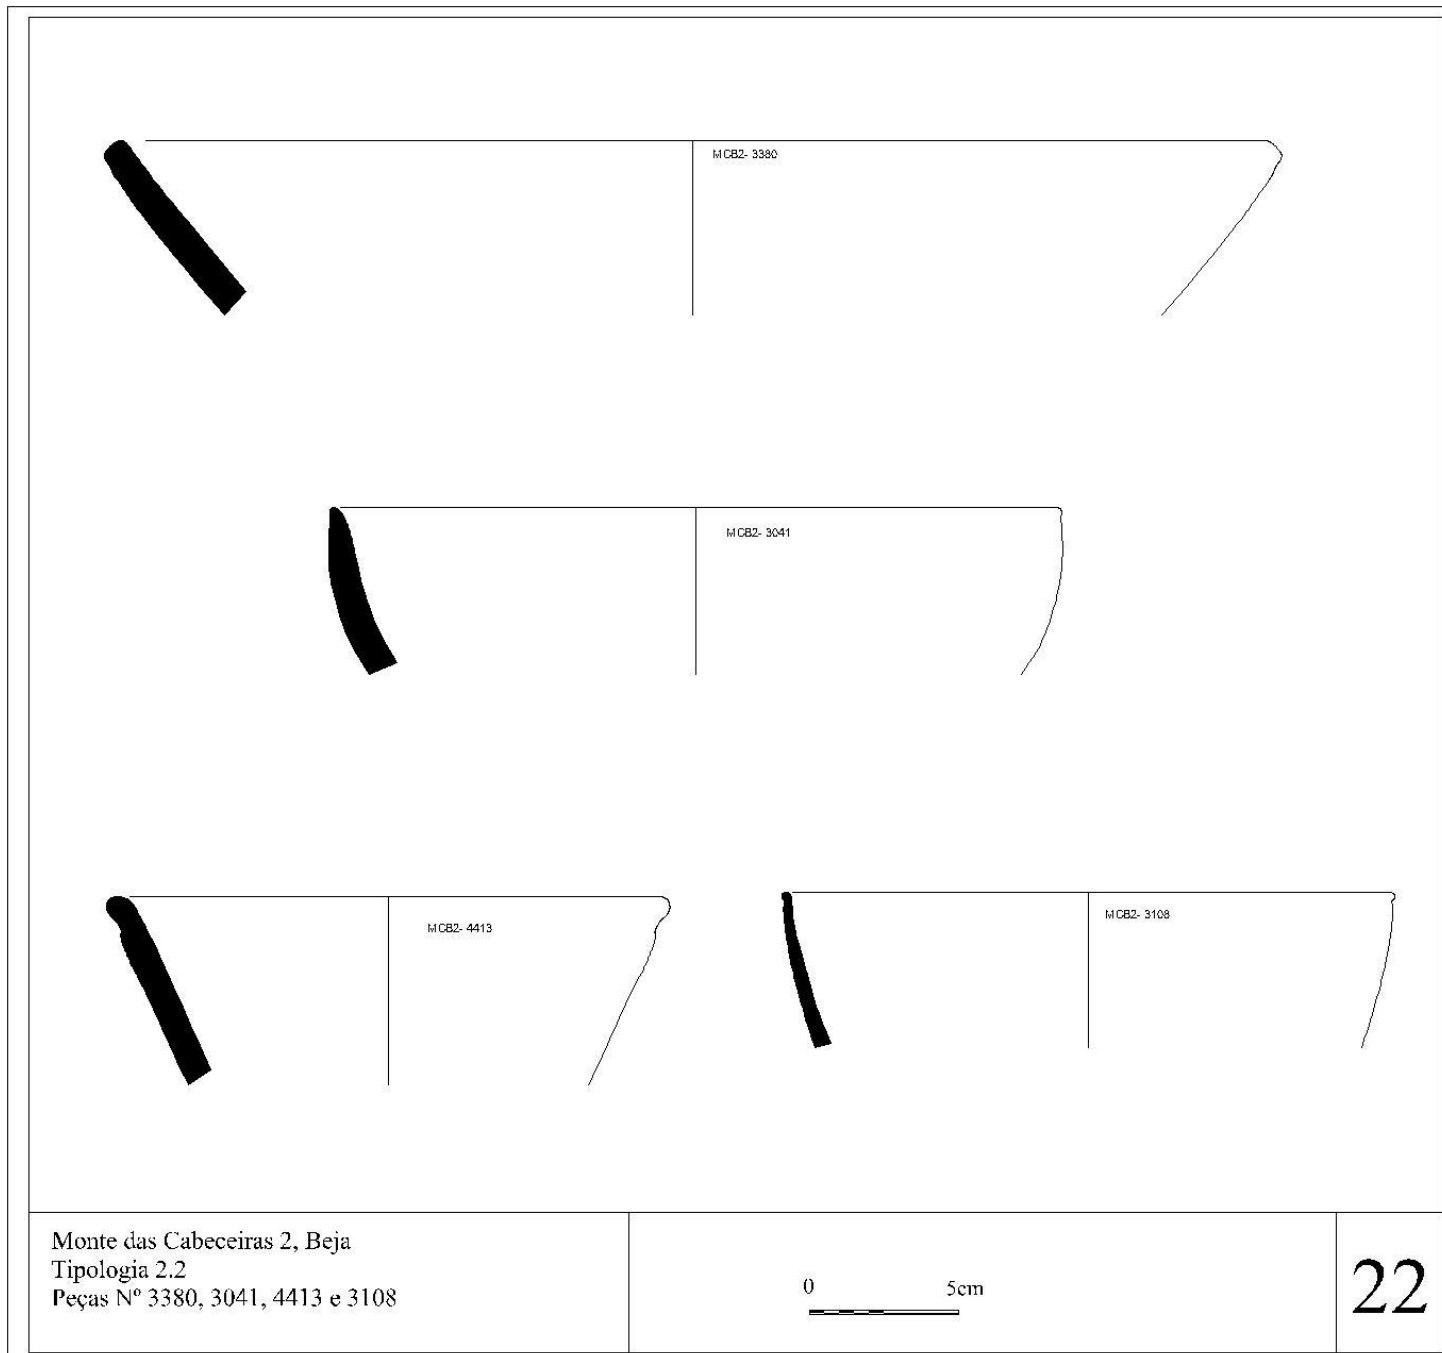 MCB2- 3380
MCB2- 3041
MCB2- 4413
MCB2- 3108
Monte das Cabeceiras 2, Beja
Tipologia 2.2
Peças Nº 3380, 3041, 4413 e 3108
0 5cm
22